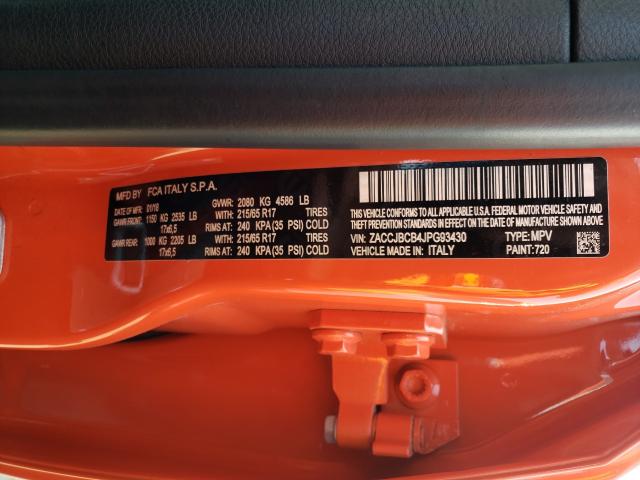 MFD BY FCA ITALY S.P.A.
DATE OF MFR: 01/18 GVWR: 2080 KG 4586 LB
GAWR FRONT: 1150 KG 2535 LB WITH: 215/65 R17 TIRES
17x6,5 RIMS AT: 240 KPA(35 PSI) COLD
GAWR REAR: 1000 KG 2205 LB WITH: 215/65 R17 TIRES
17x6,5 RIMS AT: 240 KPA(35 PSI) COLD
THIS VEHICLE CONFORMS TO ALL APPLICABLE U.S.A. FEDERAL MOTOR VEHICLE SAFETY AND
THEFT PREVENTION STANDARDS IN EFFECT ON THE DATE OF MANUFACTURE SHOWN ABOVE
VIN: ZACCJBCB4JPG93430 TYPE: MPV
VEHICLE MADE IN: ITALY PAINT: 720